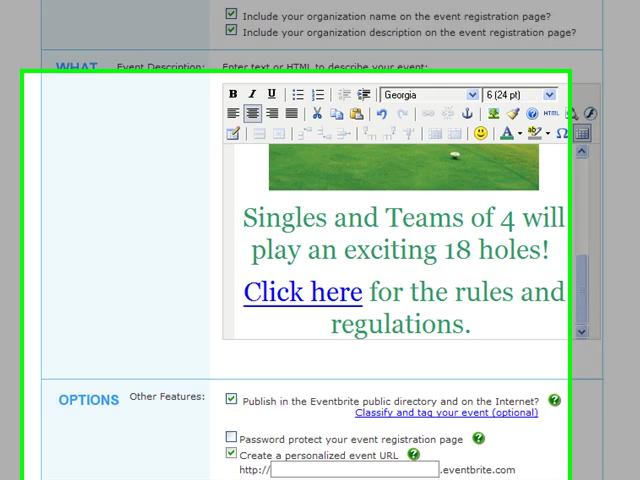 Include your organization name on the event registration page?
Include your organization description on the event registration page?
WHAT Event Description: Enter text or HTML to describe your event:
B I U Georgia 6 (24 pt)
HTML
A ab Ω
Singles and Teams of 4 will
play an exciting 18 holes!
Click here for the rules and
regulations.
OPTIONS Other Features: Publish in the Eventbrite public directory and on the Internet? ?
Classify and tag your event (optional)
Password protect your event registration page ?
Create a personalized event URL ?
http:// .eventbrite.com